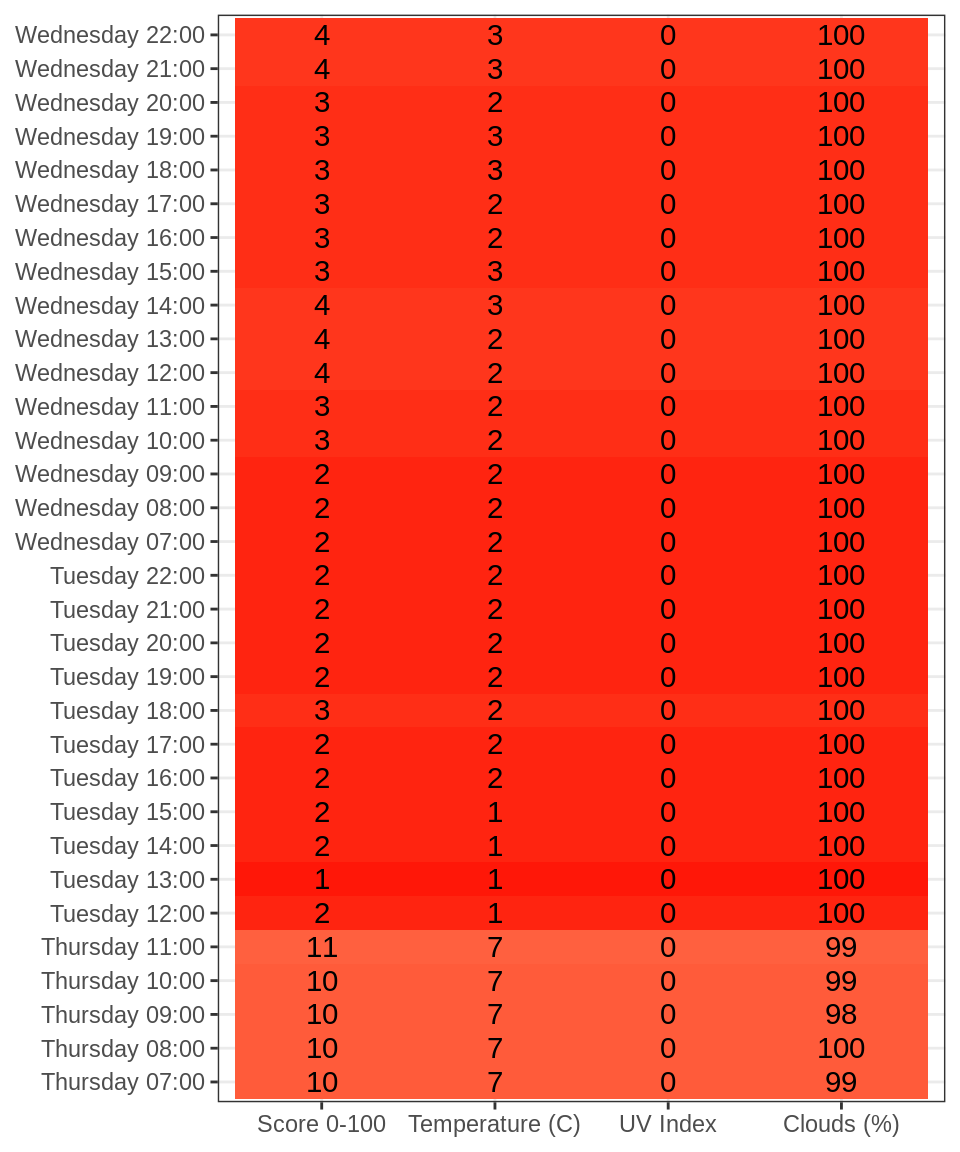 Wednesday 22:00 4 3 0 100
Wednesday 21:00 4 3 0 100
Wednesday 20:00 3 2 0 100
Wednesday 19:00 3 3 0 100
Wednesday 18:00 3 3 0 100
Wednesday 17:00 3 2 0 100
Wednesday 16:00 3 2 0 100
Wednesday 15:00 3 3 0 100
Wednesday 14:00 4 3 0 100
Wednesday 13:00 4 2 0 100
Wednesday 12:00 4 2 0 100
Wednesday 11:00 3 2 0 100
Wednesday 10:00 3 2 0 100
Wednesday 09:00 2 2 0 100
Wednesday 08:00 2 2 0 100
Wednesday 07:00 2 2 0 100
Tuesday 22:00 2 2 0 100
Tuesday 21:00 2 2 0 100
Tuesday 20:00 2 2 0 100
Tuesday 19:00 2 2 0 100
Tuesday 18:00 3 2 0 100
Tuesday 17:00 2 2 0 100
Tuesday 16:00 2 2 0 100
Tuesday 15:00 2 1 0 100
Tuesday 14:00 2 1 0 100
Tuesday 13:00 1 1 0 100
Tuesday 12:00 2 1 0 100
Thursday 11:00 11 7 0 99
Thursday 10:00 10 7 0 99
Thursday 09:00 10 7 0 98
Thursday 08:00 10 7 0 100
Thursday 07:00 10 7 0 99
Score 0-100 Temperature (C) UV Index Clouds (%)